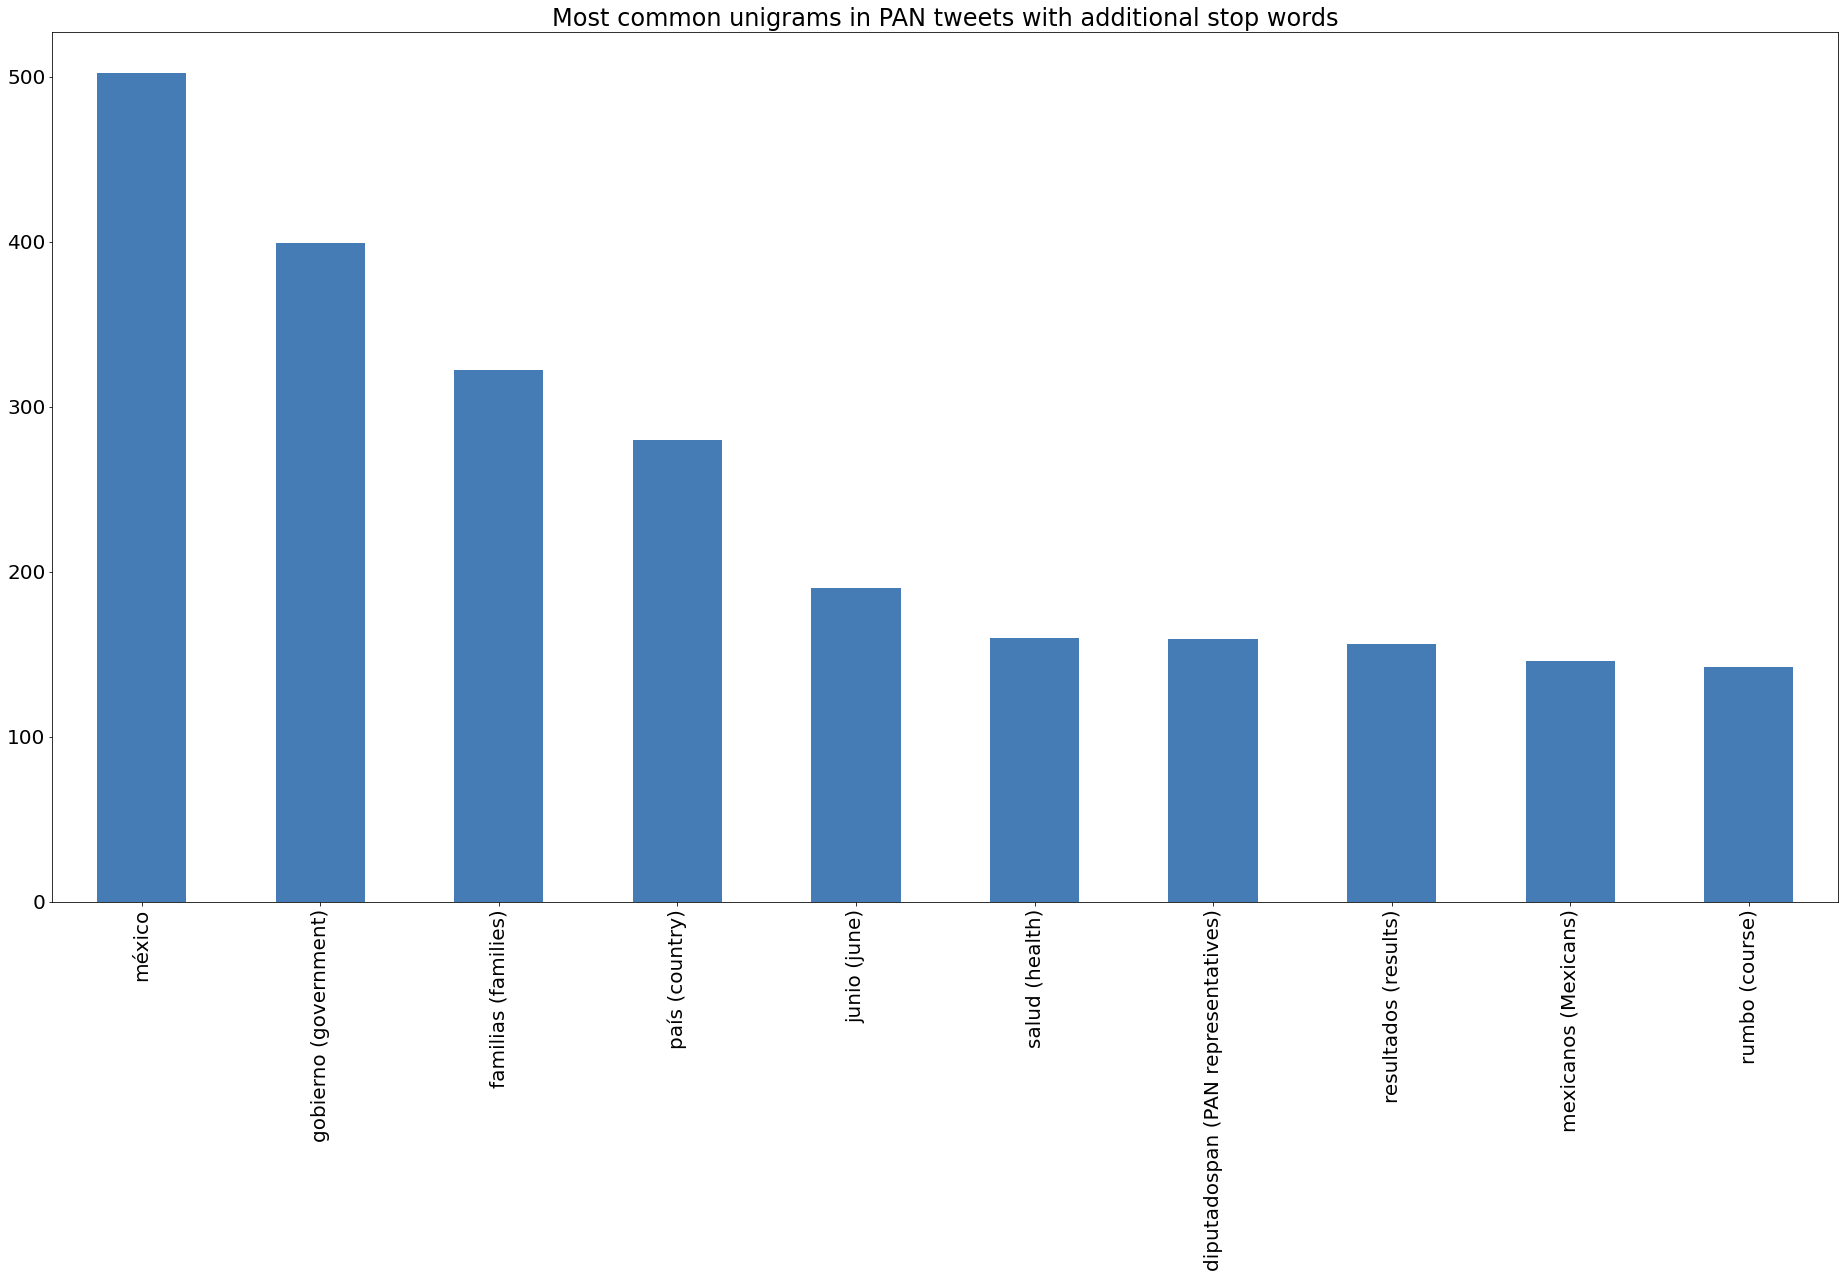 Most common unigrams in PAN tweets with additional stop words
500
400
300
200
100
0
méxico
gobierno (government)
familias (families)
país (country)
junio (june)
salud (health)
diputadospan (PAN representatives)
resultados (results)
mexicanos (Mexicans)
rumbo (course)